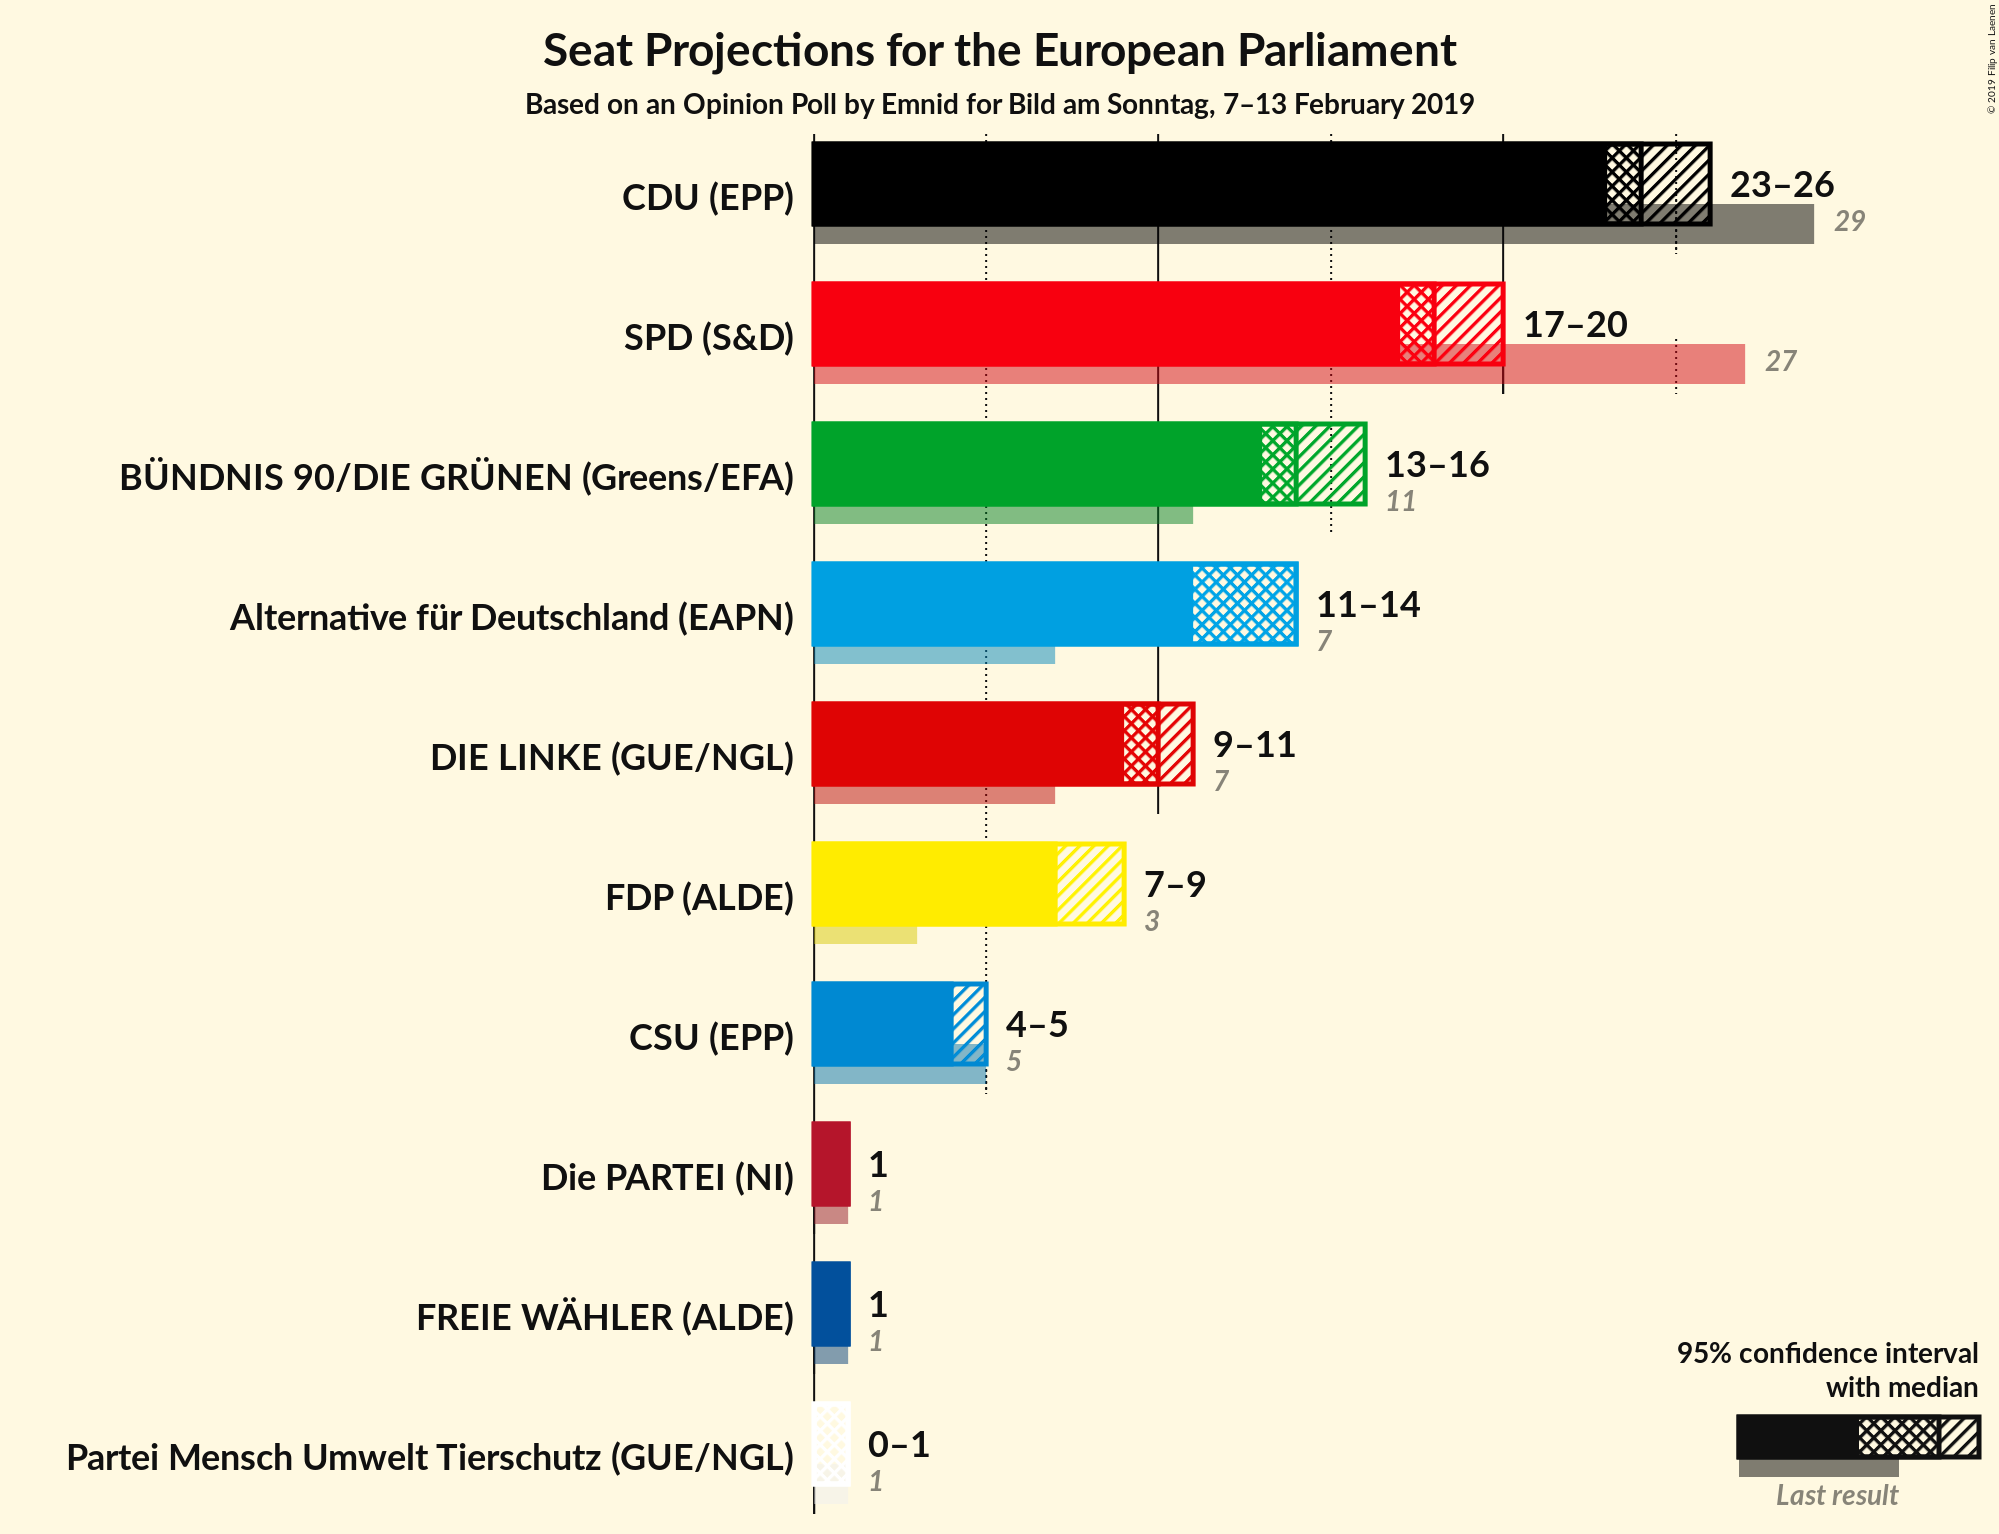 Seat Projections for the European Parliament
Based on an Opinion Poll by Emnid for Bild am Sonntag, 7–13 February 2019
© 2019 Filip van Laenen
CDU (EPP)
23–26
29
SPD (S&D)
17–20
27
BÜNDNIS 90/DIE GRÜNEN (Greens/EFA)
13–16
11
Alternative für Deutschland (EAPN)
11–14
7
DIE LINKE (GUE/NGL)
9–11
7
FDP (ALDE)
7–9
3
CSU (EPP)
4–5
5
Die PARTEI (NI)
1
1
FREIE WÄHLER (ALDE)
1
1
Partei Mensch Umwelt Tierschutz (GUE/NGL)
0–1
1
95% confidence interval
with median
Last result